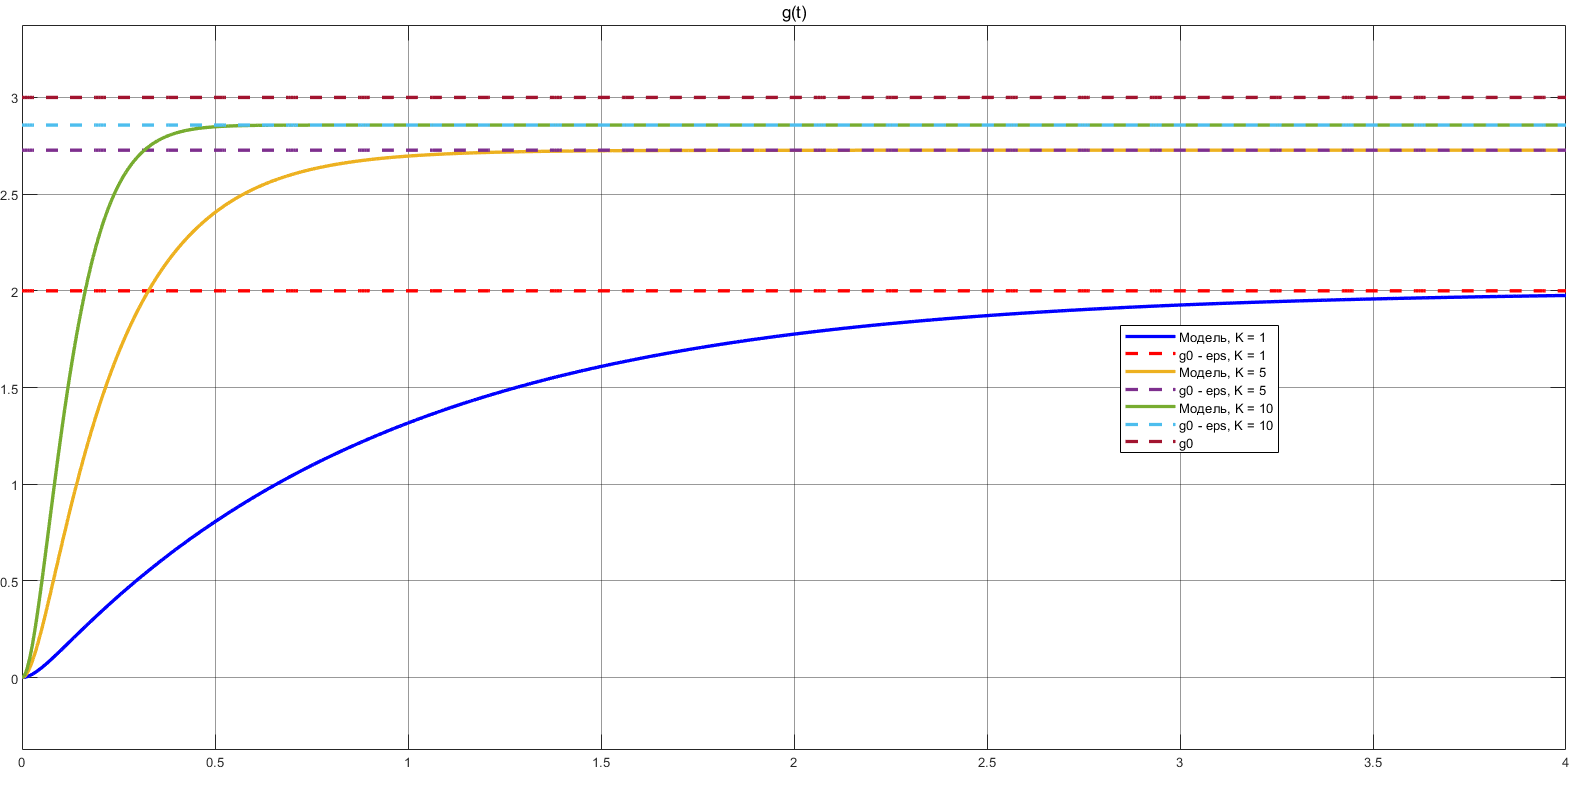 g(t)
3
2.5
2
1.5
1
0.5
0
Модель, K = 1
g0 - eps, K = 1
Модель, K = 5
g0 - eps, K = 5
Модель, K = 10
g0 - eps, K = 10
g0
0 0.5 1 1.5 2 2.5 3 3.5 4